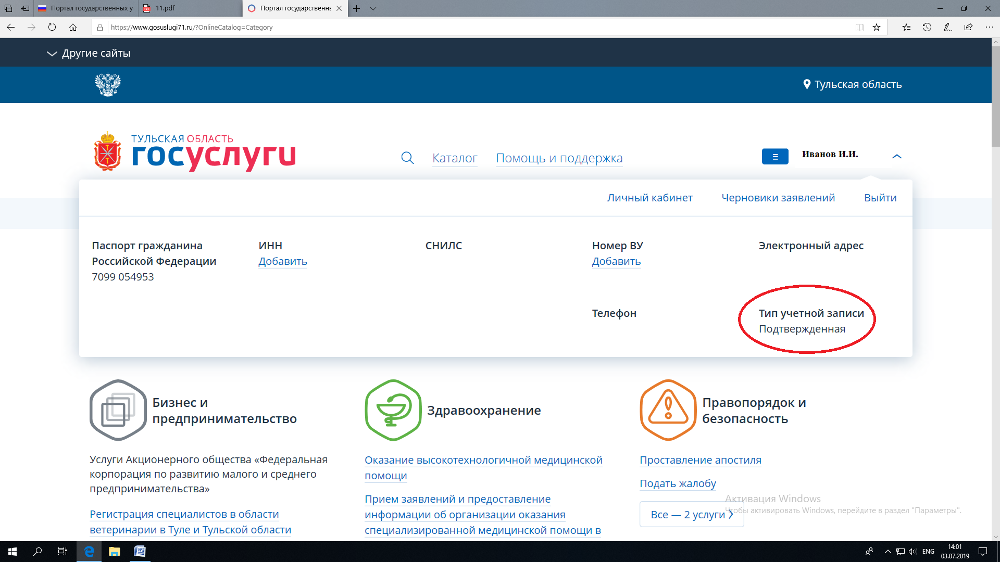 Портал государственных у
11.pdf
Портал государственнь
https://www.gosuslugi71.ru/?OnlineCatalog=Category
Другие сайты
Тульская область
ТУЛЬСКАЯ ОБЛАСТЬ
госуслуги
Каталог
Помощь и поддержка
Иванов И.И.
Личный кабинет
Черновики заявлений
Выйти
Паспорт гражданина
Российской Федерации
7099 054953
ИНН
Добавить
СНИЛС
Номер ВУ
Добавить
Электронный адрес
Телефон
Тип учетной записи
Подтвержденная
Бизнес и
предпринимательство
Услуги Акционерного общества «Федеральная
корпорация по развитию малого и среднего
предпринимательства»
Регистрация специалистов в области
ветеринарии в Туле и Тульской области
Здравоохранение
Оказание высокотехнологичной медицинской
помощи
Прием заявлений и предоставление
информации об организации оказания
специализированной медицинской помощи в
Правопорядок и
безопасность
Проставление апостиля
Подать жалобу
Все — 2 услуги
Активация Windows
Чтобы активировать Windows, перейдите в раздел "Параметры".
ENG
14:01
03.07.2019